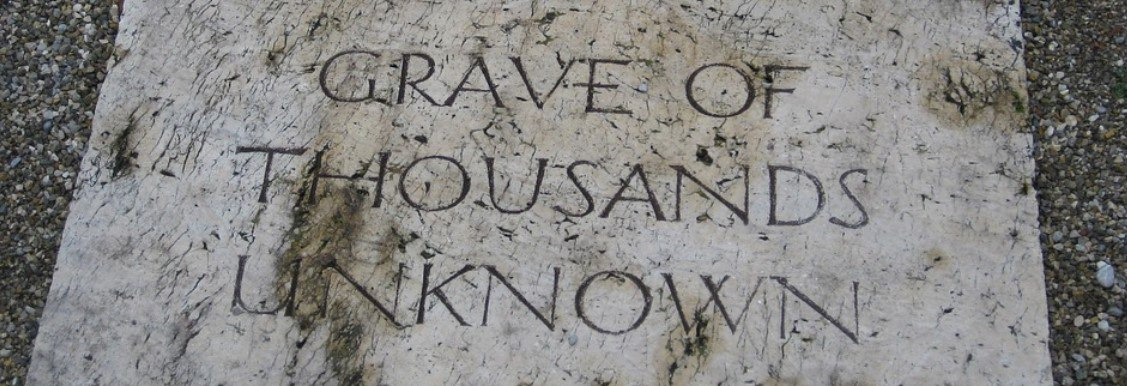 GRAVE OF
THOUSANDS
UNKNOWN